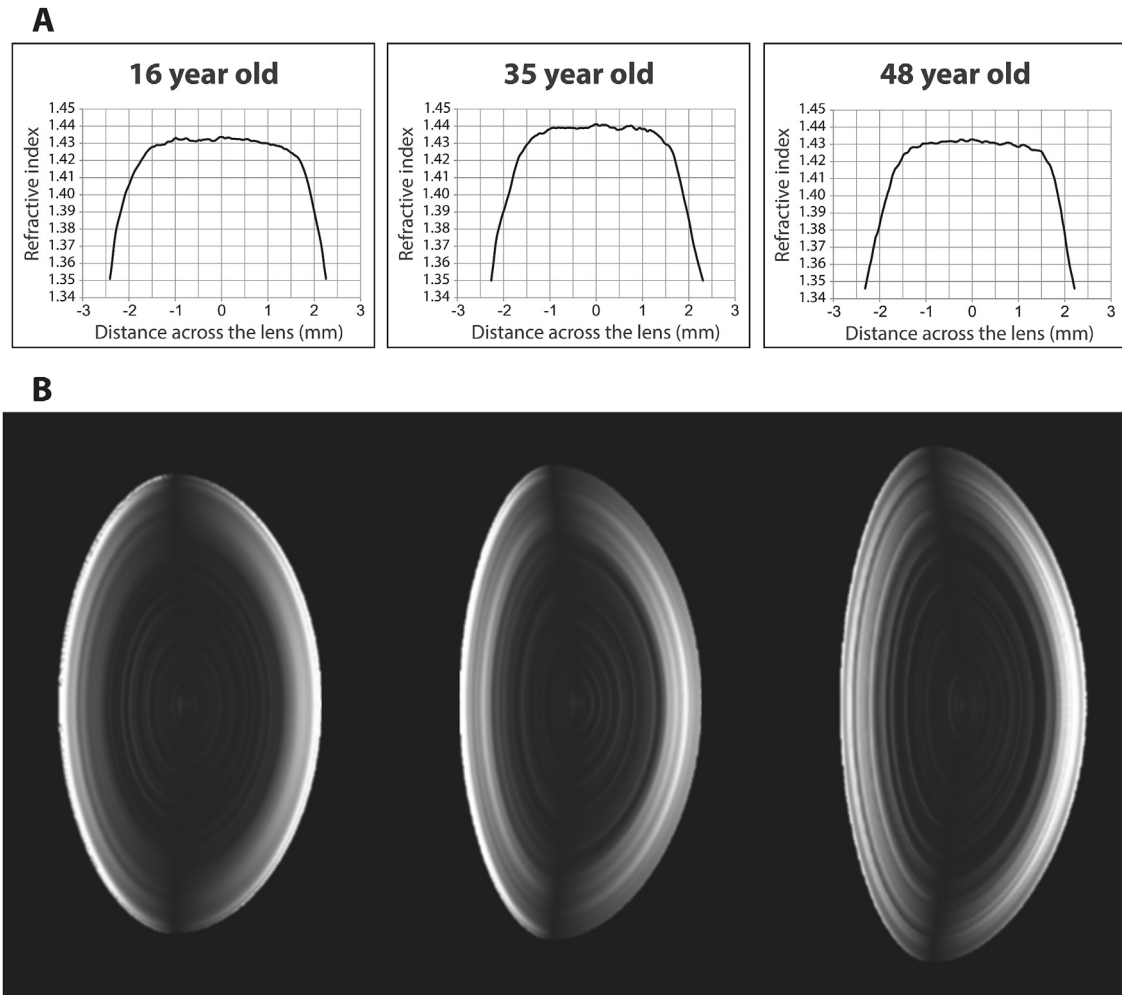 A
16 year old
1.45
1.44
1.43
1.42
1.41
1.40
1.39
1.38
1.37
1.36
1.35
1.34
Refractive index
-3 -2 -1 0 1 2 3
Distance across the lens (mm)
35 year old
1.45
1.44
1.43
1.42
1.41
1.40
1.39
1.38
1.37
1.36
1.35
1.34
Refractive index
-3 -2 -1 0 1 2 3
Distance across the lens (mm)
48 year old
1.45
1.44
1.43
1.42
1.41
1.40
1.39
1.38
1.37
1.36
1.35
1.34
Refractive index
-3 -2 -1 0 1 2 3
Distance across the lens (mm)
B